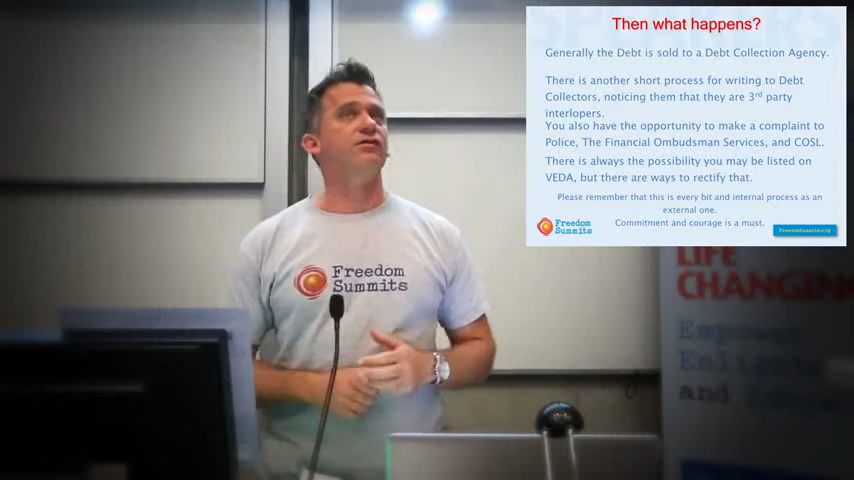 Then what happens?
Generally the Debt is sold to a Debt Collection Agency.
There is another short process for writing to Debt
Collectors, noticing them that they are 3rd party
interlopers.
You also have the opportunity to make a complaint to
Police, The Financial Ombudsman Services, and COSL.
There is always the possibility you may be listed on
VEDA, but there are ways to rectify that.
Please remember that this is every bit and internal process as an
external one.
Commitment and courage is a must.
Freedom
Summits
Freedom
Summits
LIFE
CHANGING
Empower
and